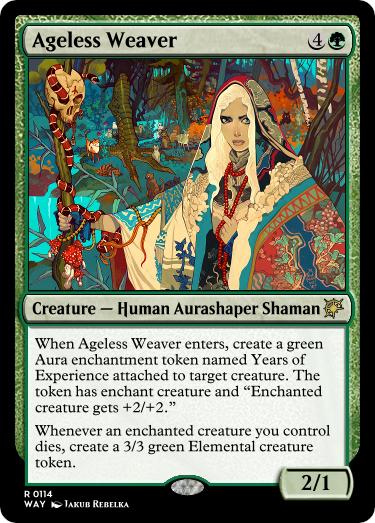 Ageless Weaver 4
Creature — Human Aurashaper Shaman
When Ageless Weaver enters, create a green
Aura enchantment token named Years of
Experience attached to target creature. The
token has enchant creature and “Enchanted
creature gets +2/+2.”
Whenever an enchanted creature you control
dies, create a 3/3 green Elemental creature
token.
2/1
R 0114
WAY Jakub Rebelka